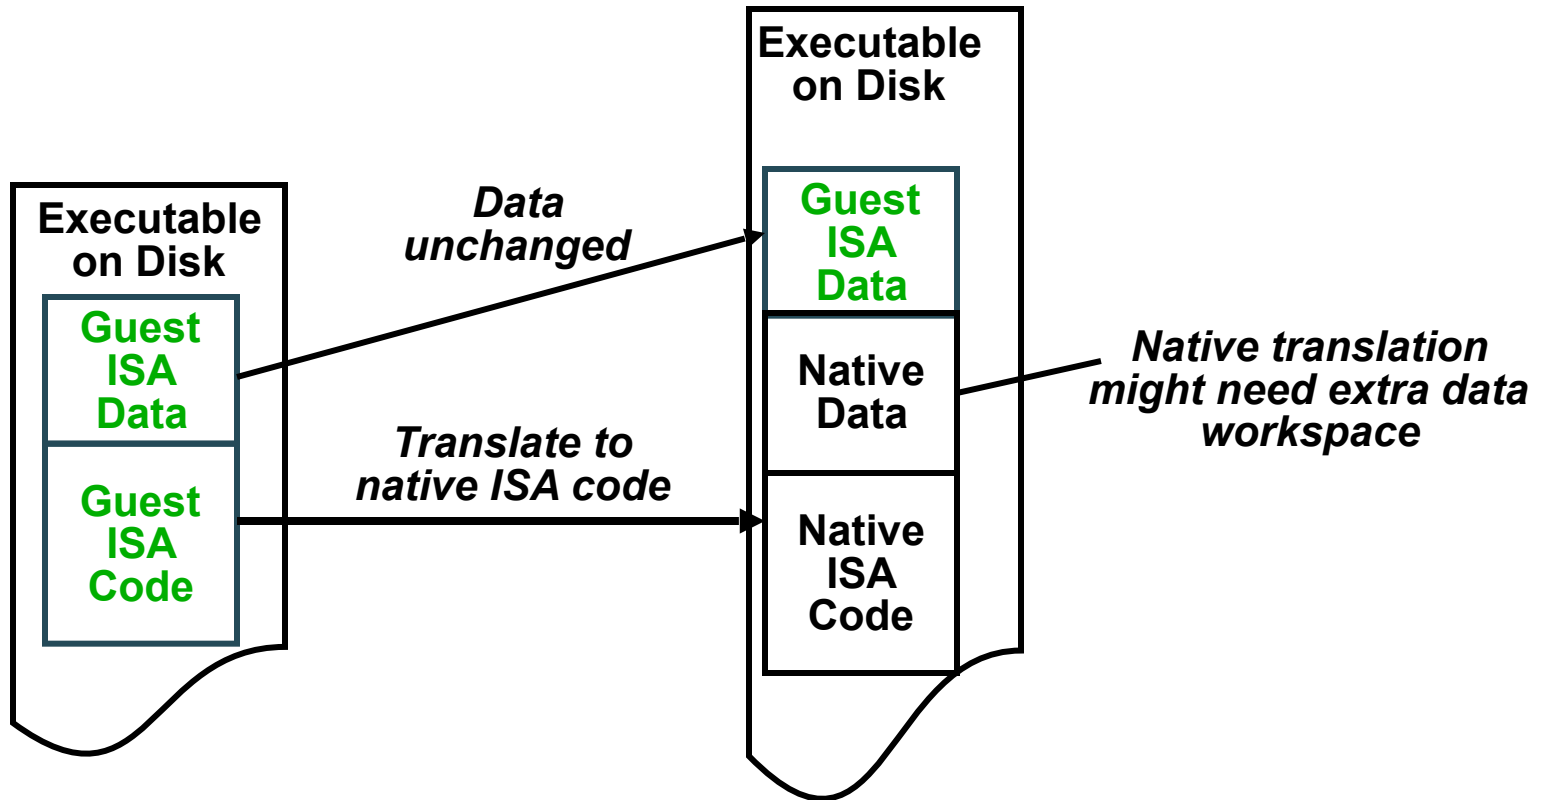 Executable
on Disk
Guest
ISA
Data
Guest
ISA
Code
Data
unchanged
Translate to
native ISA code
Executable
on Disk
Guest
ISA
Data
Native
Data
Native
ISA
Code
Native translation
might need extra data
workspace